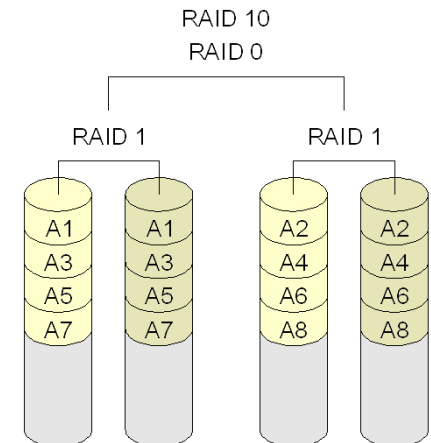 RAID 10
RAID 0
RAID 1 RAID 1
A1 A1 A2 A2
A3 A3 A4 A4
A5 A5 A6 A6
A7 A7 A8 A8